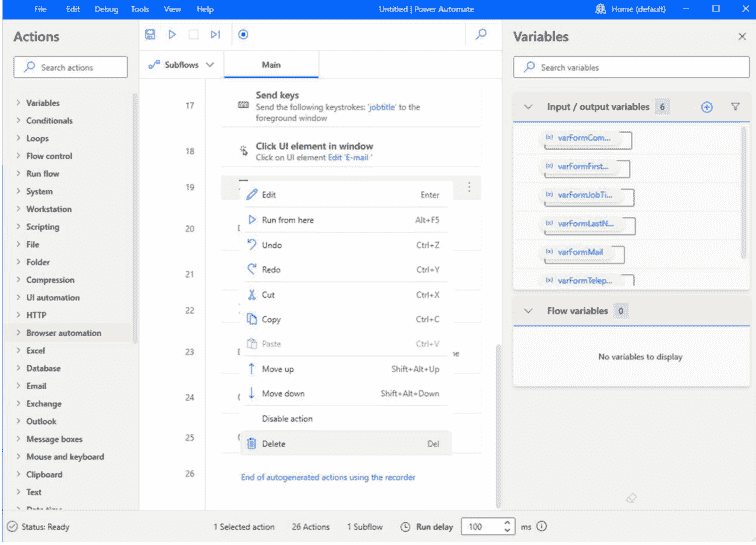 File Edit Debug Tools View Help Untitled | Power Automate Home (default)
Actions
Search actions
Variables
Conditionals
Loops
Flow control
Run flow
System
Workstation
Scripting
File
Folder
Compression
UI automation
HTTP
Browser automation
Excel
Database
Email
Exchange
Outlook
Message boxes
Mouse and keyboard
Clipboard
Text
Date time
Subflows Main
17 Send keys
Send the following keystrokes: 'jobtitle' to the
foreground window
18 Click UI element in window
Click on UI element Edit 'E-mail '
19
20
21
22
23
24
25
26
Edit Enter
Run from here Alt+F5
Undo Ctrl+Z
Redo Ctrl+Y
Cut Ctrl+X
Copy Ctrl+C
Paste Ctrl+V
Move up Shift+Alt+Up
Move down Shift+Alt+Down
Disable action
Delete Del
End of autogenerated actions using the recorder
Variables
Search variables
Input / output variables 6
(x) varFormCom...
(x) varFormFirst...
(x) varFormJobTi...
(x) varFormLastN...
(x) varFormMail
(x) varFormTelep...
Flow variables 0
No variables to display
Status: Ready 1 Selected action 26 Actions 1 Subflow Run delay 100 ms